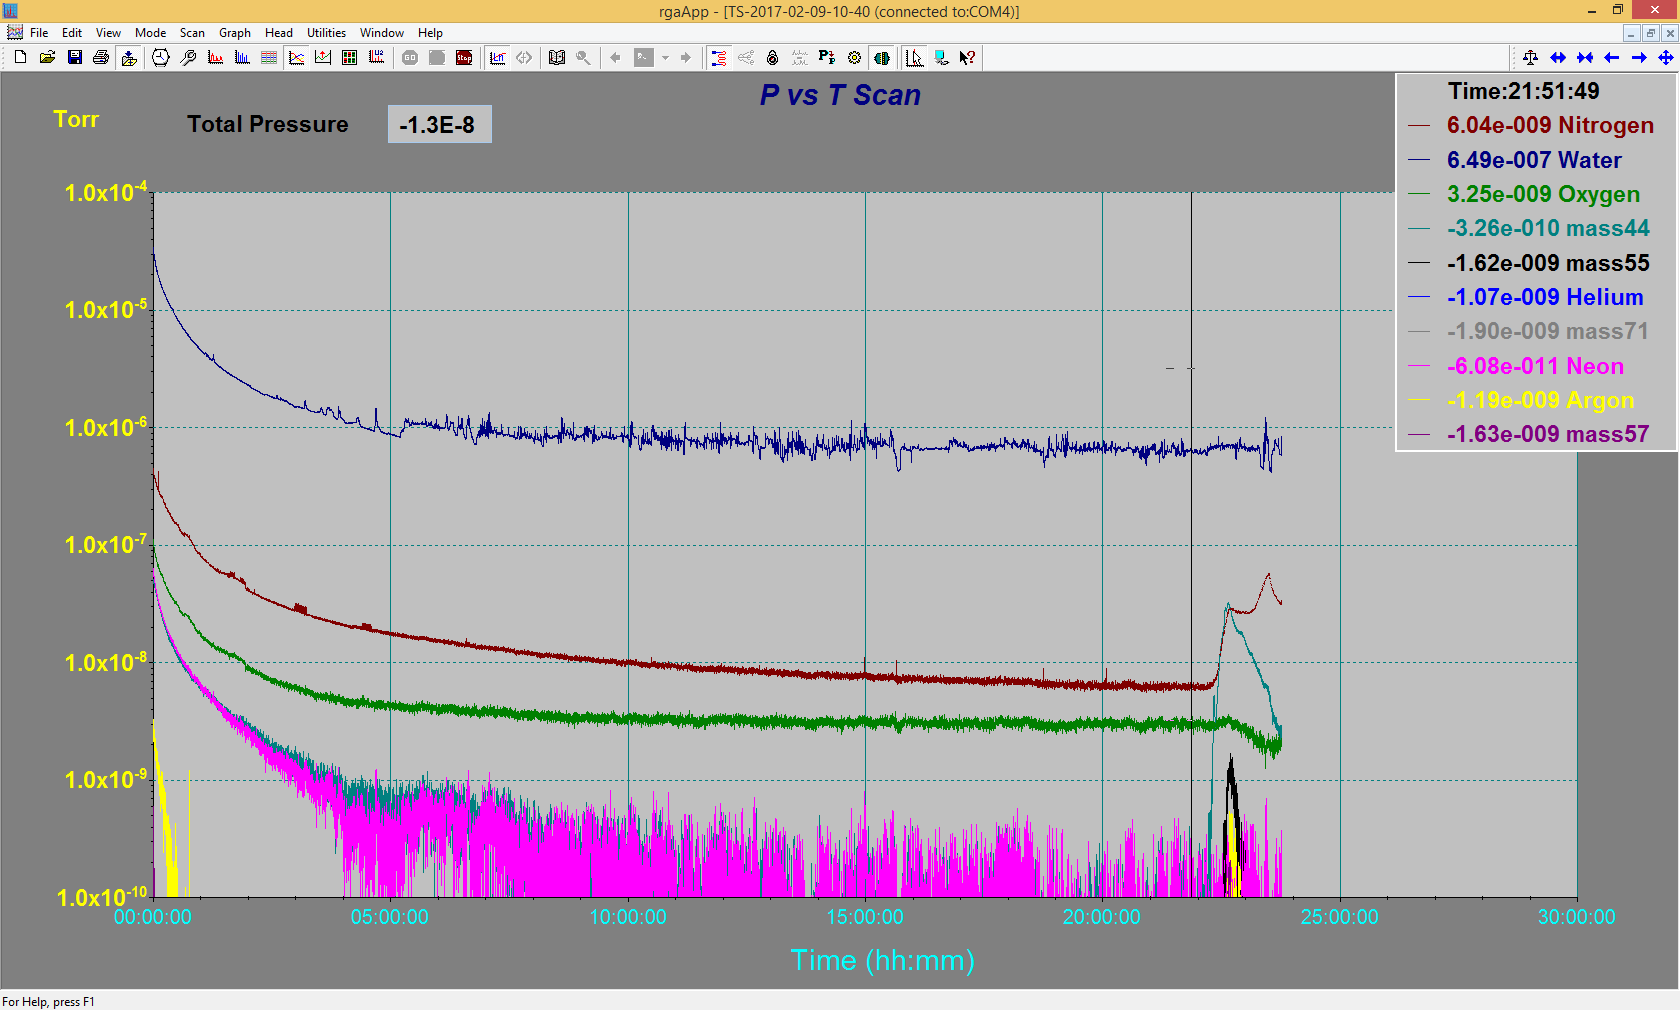 rgaApp - [TS-2017-02-09-10-40 (connected to:COM4)]
File Edit View Mode Scan Graph Head Utilities Window Help
GO Stop
P vs T Scan
Torr
Total Pressure -1.3E-8
Time:21:51:49
6.04e-009 Nitrogen
6.49e-007 Water
3.25e-009 Oxygen
-3.26e-010 mass44
-1.62e-009 mass55
-1.07e-009 Helium
-1.90e-009 mass71
-6.08e-011 Neon
-1.19e-009 Argon
-1.63e-009 mass57
1.0x10-4
1.0x10-5
1.0x10-6
1.0x10-7
1.0x10-8
1.0x10-9
1.0x10-10
00:00:00 05:00:00 10:00:00 15:00:00 20:00:00 25:00:00 30:00:00
Time (hh:mm)
For Help, press F1